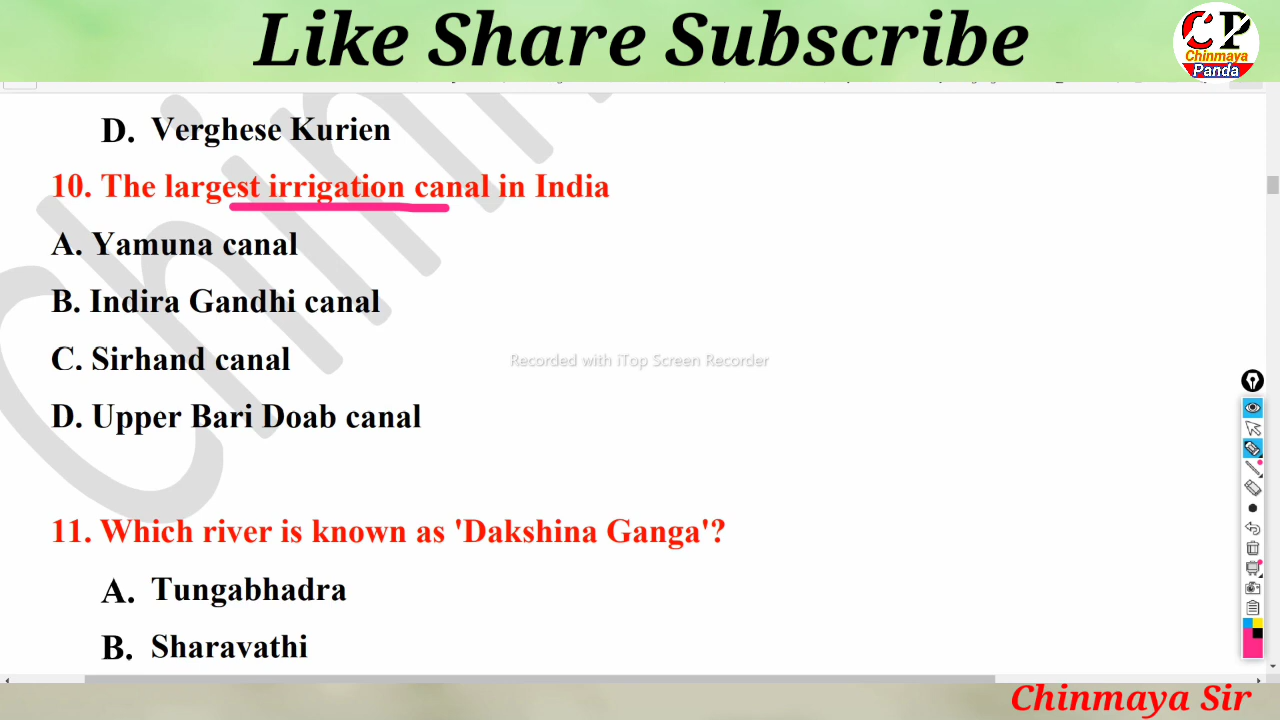 Like Share Subscribe
CP
Chinmaya
Panda
D. Verghese Kurien
10. The largest irrigation canal in India
A. Yamuna canal
B. Indira Gandhi canal
C. Sirhand canal
Recorded with iTop Screen Recorder
D. Upper Bari Doab canal
11. Which river is known as 'Dakshina Ganga'?
A. Tungabhadra
B. Sharavathi
Chinmaya Sir